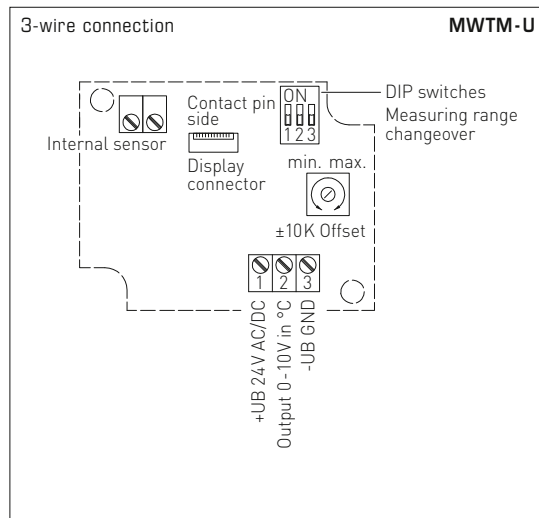 3-wire connection
MWTM-U
ON
1 2 3
DIP switches
Measuring range
changeover
Contact pin
side
Internal sensor
Display
connector
min. max.
±10K Offset
1 2 3
+UB 24V AC/DC
Output 0-10V in °C
-UB GND